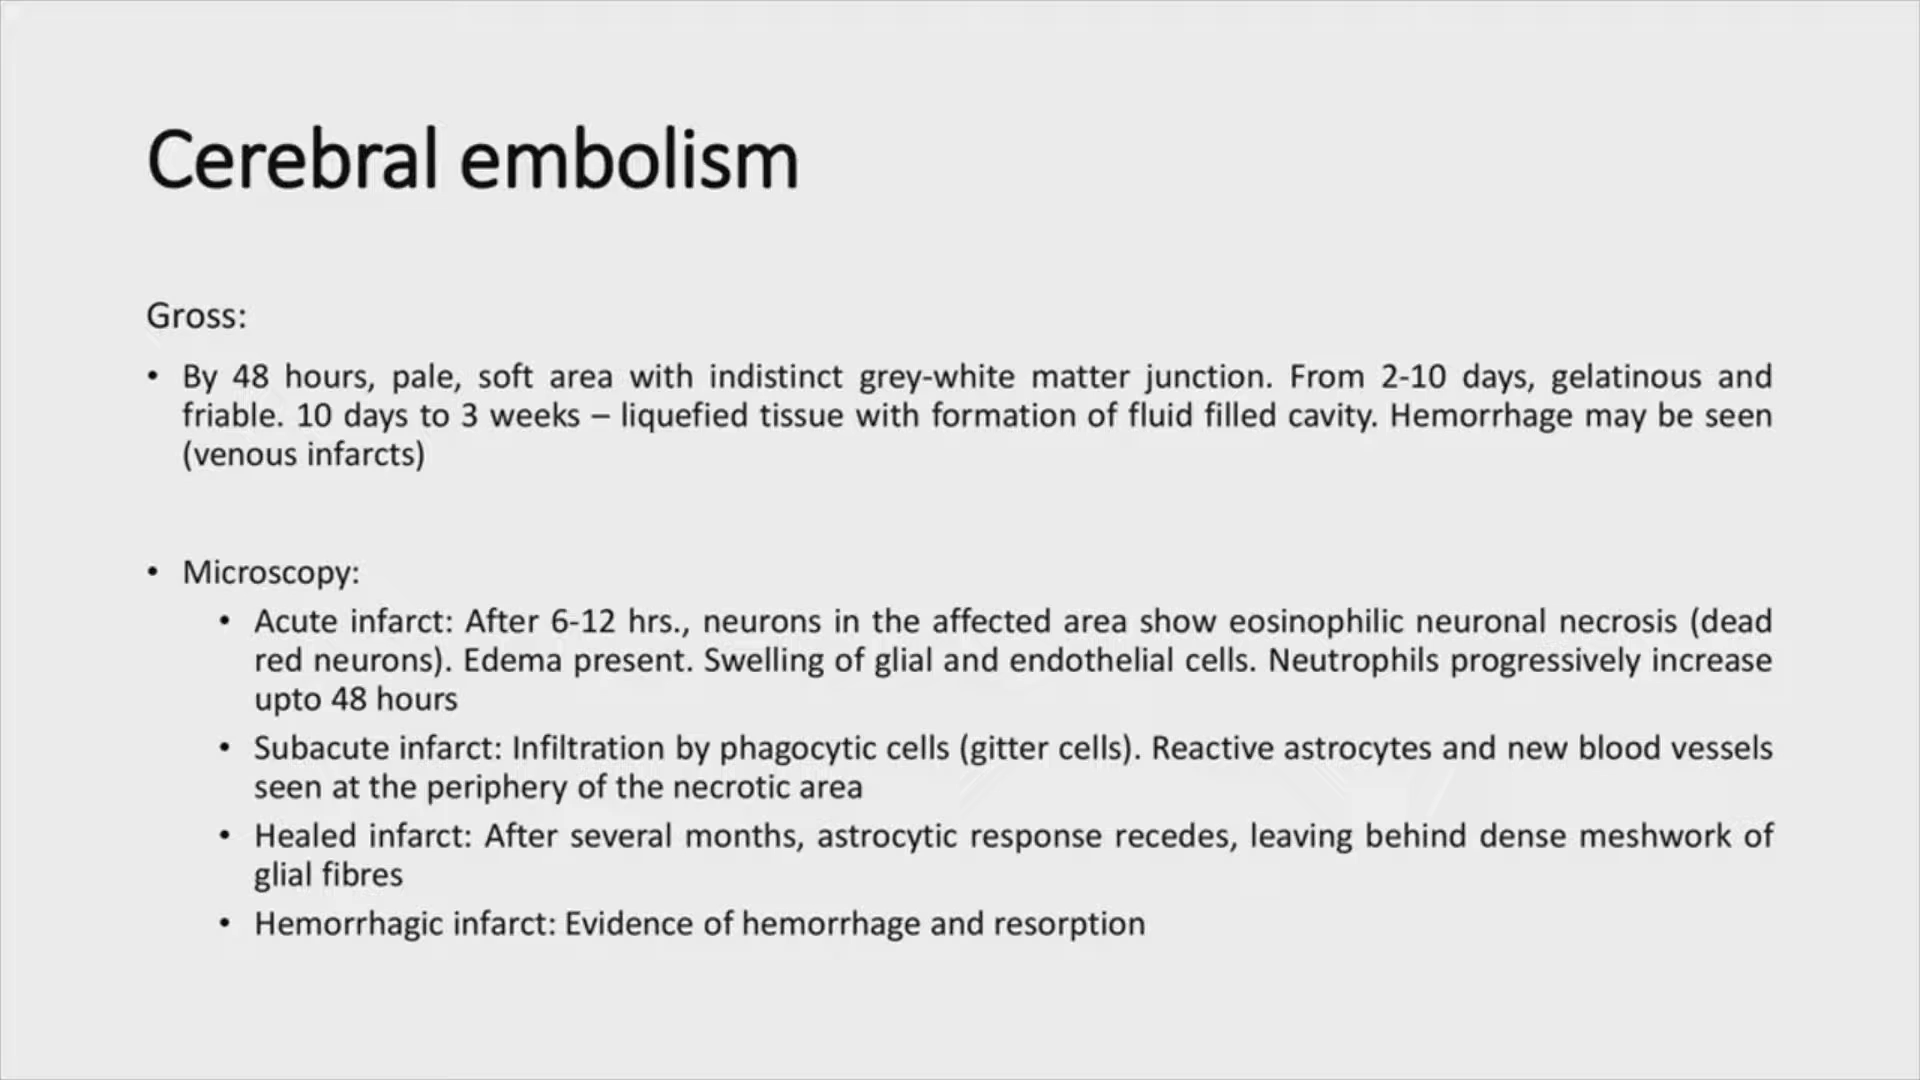 Cerebral embolism
Gross:
• By 48 hours, pale, soft area with indistinct grey-white matter junction. From 2-10 days, gelatinous and
friable. 10 days to 3 weeks – liquefied tissue with formation of fluid filled cavity. Hemorrhage may be seen
(venous infarcts)
• Microscopy:
• Acute infarct: After 6-12 hrs., neurons in the affected area show eosinophilic neuronal necrosis (dead
red neurons). Edema present. Swelling of glial and endothelial cells. Neutrophils progressively increase
upto 48 hours
• Subacute infarct: Infiltration by phagocytic cells (gitter cells). Reactive astrocytes and new blood vessels
seen at the periphery of the necrotic area
• Healed infarct: After several months, astrocytic response recedes, leaving behind dense meshwork of
glial fibres
• Hemorrhagic infarct: Evidence of hemorrhage and resorption